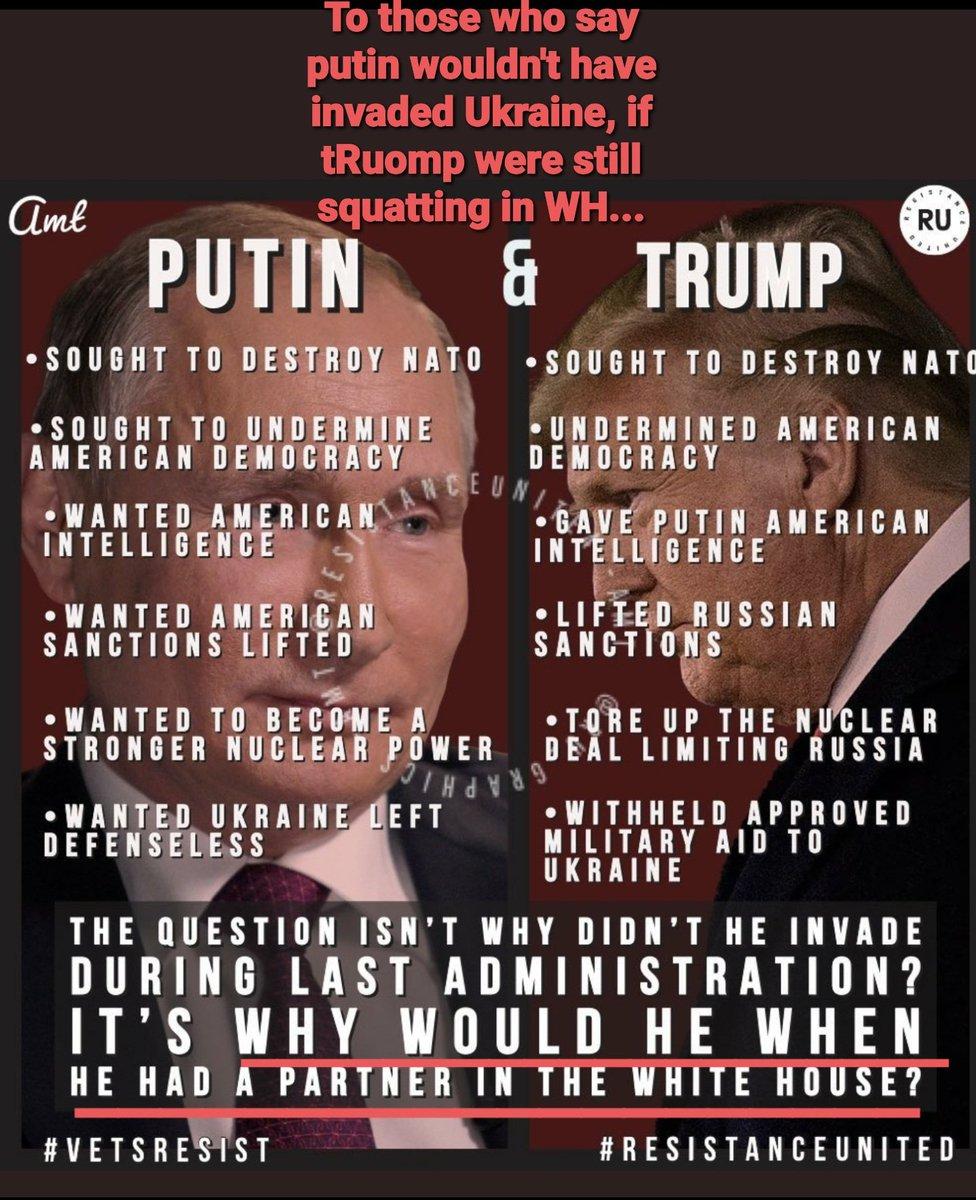 To those who say
putin wouldn't have
invaded Ukraine, if
tRuomp were still
squatting in WH...
Amt
RESISTANCE UNITED
RU
PUTIN & TRUMP
•SOUGHT TO DESTROY NATO
•SOUGHT TO UNDERMINE
AMERICAN DEMOCRACY
•WANTED AMERICAN
INTELLIGENCE
•WANTED AMERICAN
SANCTIONS LIFTED
•WANTED TO BECOME A
STRONGER NUCLEAR POWER
•WANTED UKRAINE LEFT
DEFENSELESS
•SOUGHT TO DESTROY NATO
•UNDERMINED AMERICAN
DEMOCRACY
•GAVE PUTIN AMERICAN
INTELLIGENCE
•LIFTED RUSSIAN
SANCTIONS
•TORE UP THE NUCLEAR
DEAL LIMITING RUSSIA
•WITHHELD APPROVED
MILITARY AID TO
UKRAINE
THE QUESTION ISN'T WHY DIDN'T HE INVADE
DURING LAST ADMINISTRATION?
IT'S WHY WOULD HE WHEN
HE HAD A PARTNER IN THE WHITE HOUSE?
#VETSRESIST
#RESISTANCEUNITED